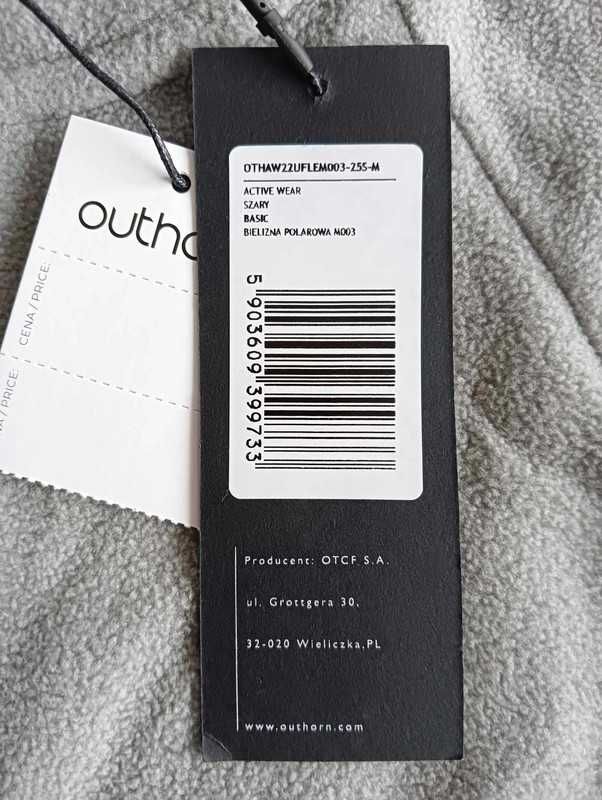 OTHAW22UFLEM003-25S-M
ACTIVE WEAR
SZARY
BASIC
BIELIZNA POLAROWA M003
5 903609 399733
Producent: OTCF S.A.
ul. Grottgera 30,
32-020 Wieliczka,PL
www.outhorn.com
outho
CENA / PRICE:
/ PRICE: